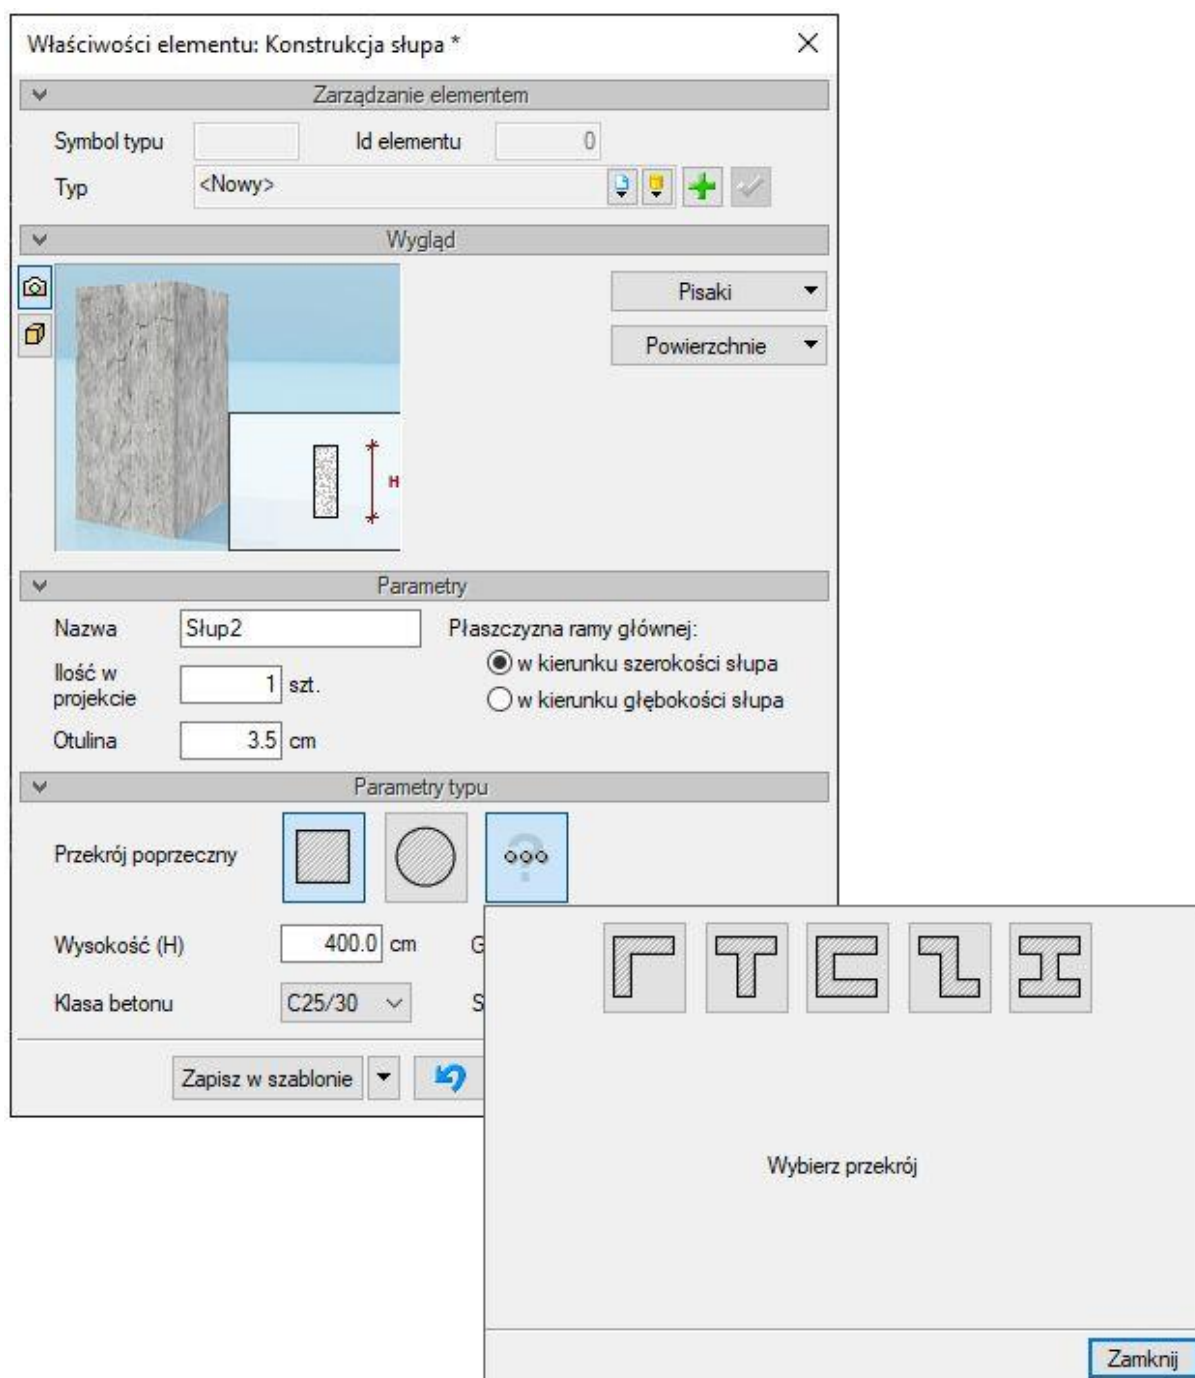 Właściwości elementu: Konstrukcja słupa *
Zarządzanie elementem
Symbol typu
Id elementu 0
Typ <Nowy>
Wygląd
Pisaki
Powierzchnie
H
Parametry
Nazwa Słup2 Płaszczyzna ramy głównej:
w kierunku szerokości słupa
Ilość w
projekcie 1 szt.
w kierunku głębokości słupa
Otulina 3.5 cm
Parametry typu
Przekrój poprzeczny
Wysokość (H) 400.0 cm G
Klasa betonu C25/30 S
Zapisz w szablonie
Wybierz przekrój
Zamknij